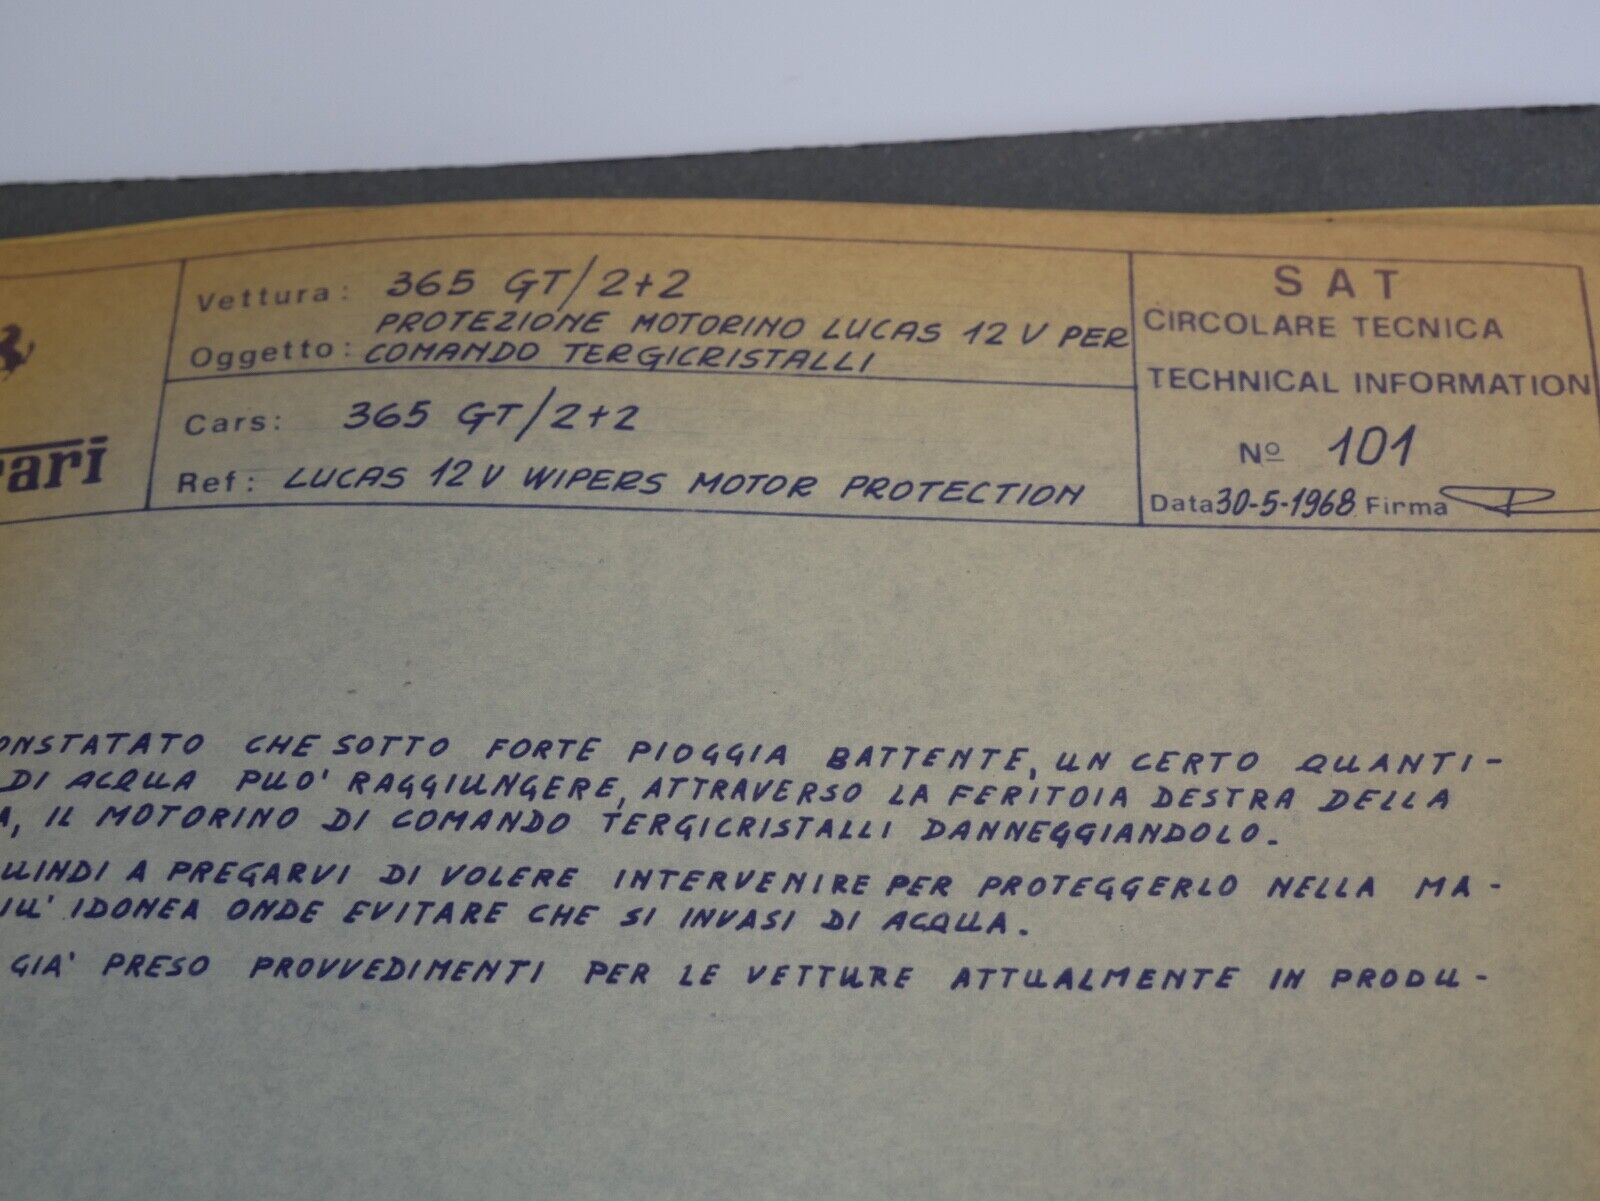 Vettura: 365 GT/2+2
Oggetto: PROTEZIONE MOTORINO LUCAS 12 V PER
COMANDO TERGICRISTALLI
Cars: 365 GT/2+2
Ref: LUCAS 12 V WIPERS MOTOR PROTECTION
rari
SAT
CIRCOLARE TECNICA
TECHNICAL INFORMATION
Nº 101
Data 30-5-1968 Firma
ONSTATATO CHE SOTTO FORTE PIOGGIA BATTENTE, UN CERTO QUANTI-
DI ACQUA PUO' RAGGIUNGERE, ATTRAVERSO LA FERITOIA DESTRA DELLA
A, IL MOTORINO DI COMANDO TERGICRISTALLI DANNEGGIANDOLO.
UINDI A PREGARVI DI VOLERE INTERVENIRE PER PROTEGGERLO NELLA MA-
IU' IDONEA ONDE EVITARE CHE SI INVASI DI ACQUA.
GIA' PRESO PROVVEDIMENTI PER LE VETTURE ATTUALMENTE IN PRODU-